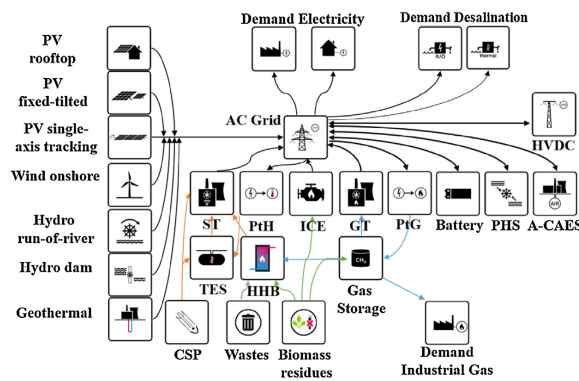 PV
rooftop
PV
fixed-tilted
PV single-
axis tracking
Wind onshore
Hydro
run-of-river
Hydro dam
Geothermal
Demand Electricity
Demand Desalination
R/O
thermal
AC Grid
HVDC
ST
PtH
ICE
GT
PtG
Battery
PHS
A-CAES
AIR
TES
HHB
CH4
Gas
Storage
CSP
Wastes
Biomass
residues
Demand
Industrial Gas